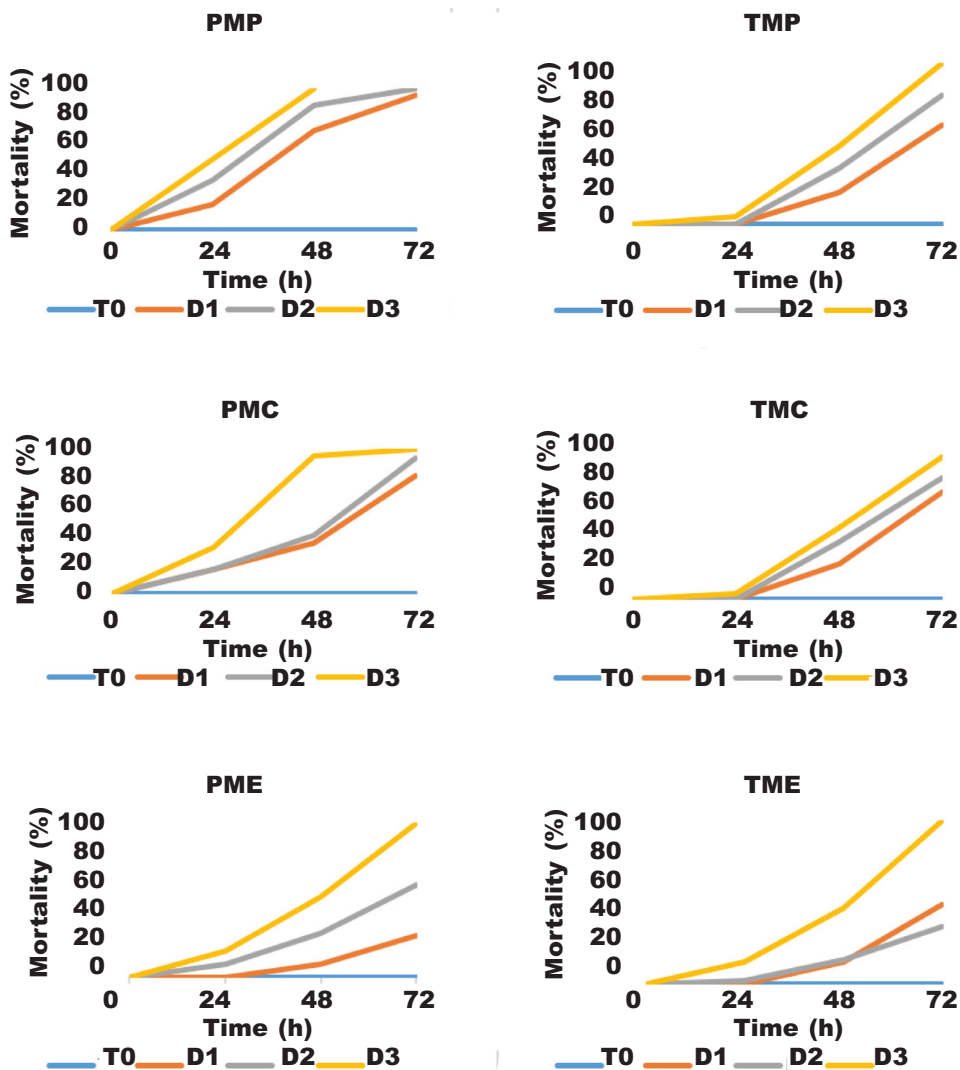 PMP
Mortality (%)
100
80
60
40
20
0
0 24 48 72
Time (h)
T0 D1 D2 D3
TMP
Mortality (%)
100
80
60
40
20
0
0 24 48 72
Time (h)
T0 D1 D2 D3
PMC
Mortality (%)
100
80
60
40
20
0
0 24 48 72
Time (h)
T0 D1 D2 D3
TMC
Mortality (%)
100
80
60
40
20
0
0 24 48 72
Time (h)
T0 D1 D2 D3
PME
Mortality (%)
100
80
60
40
20
0
0 24 48 72
Time (h)
T0 D1 D2 D3
TME
Mortality (%)
100
80
60
40
20
0
0 24 48 72
Time (h)
T0 D1 D2 D3